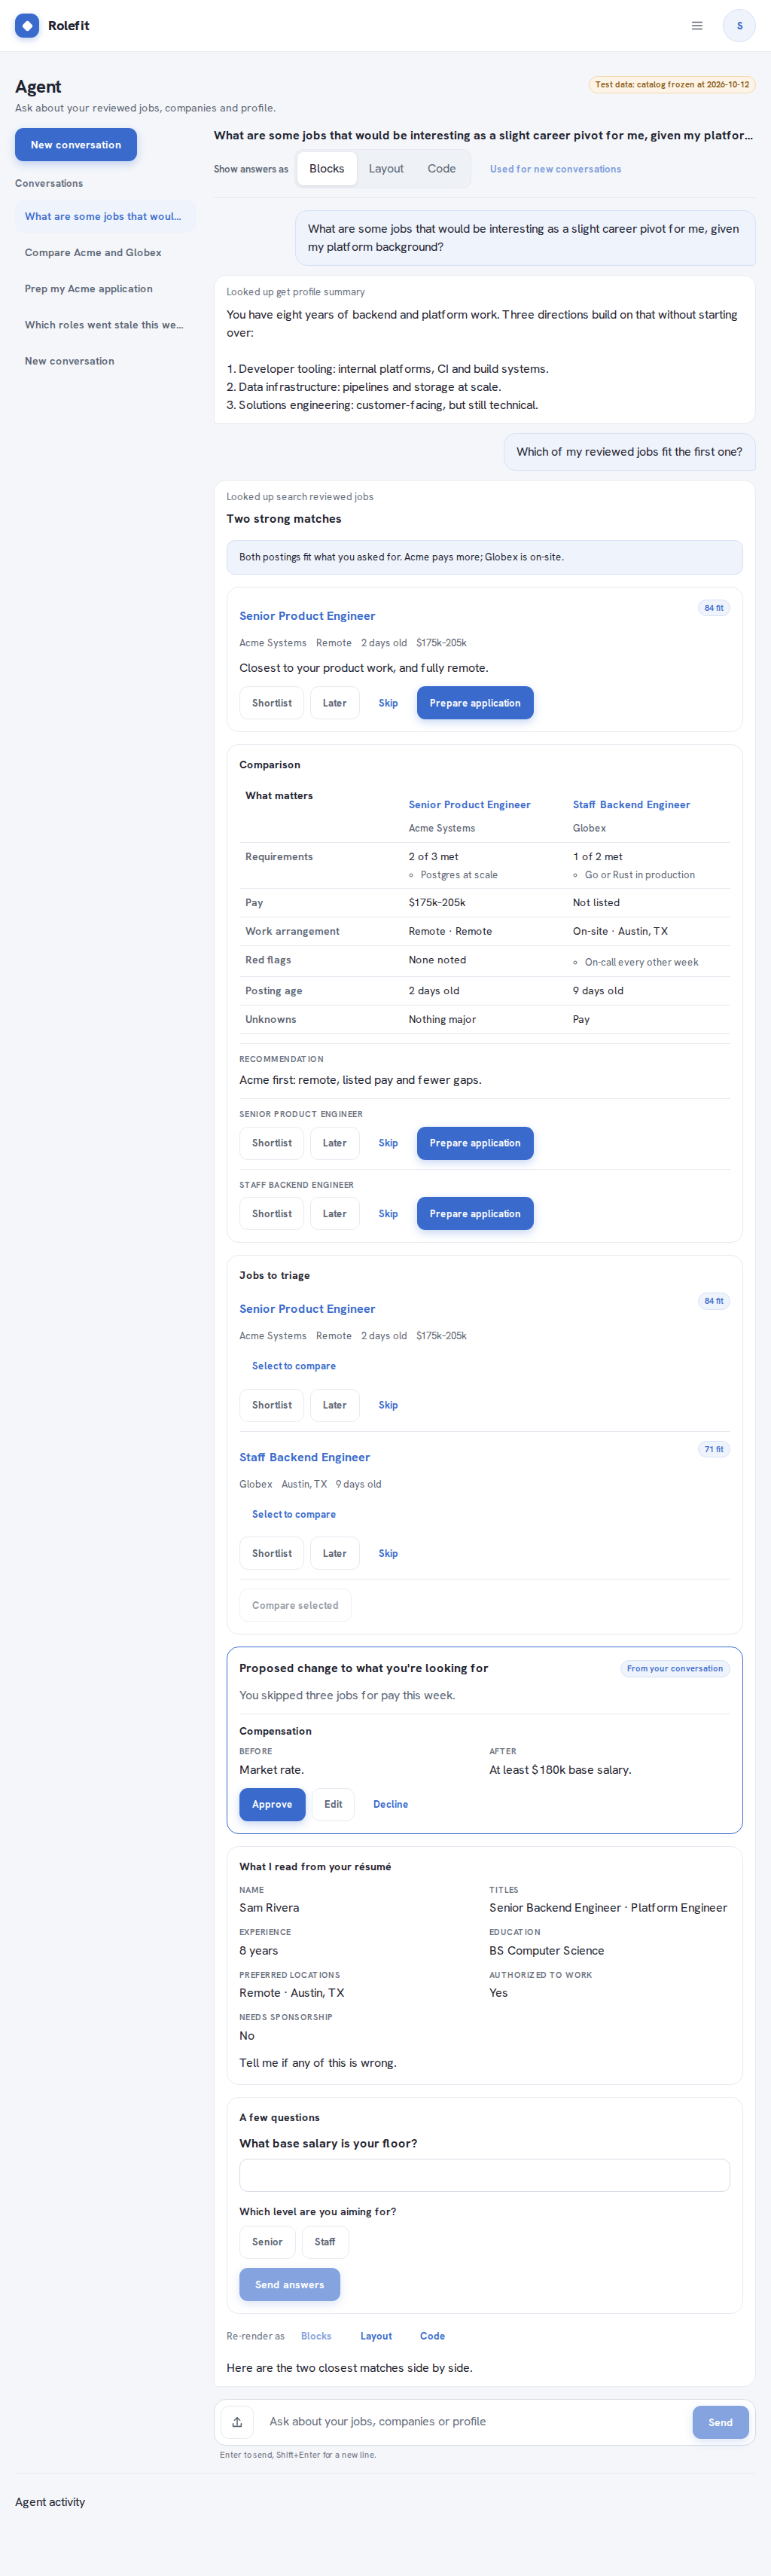 Rolefit
S
Agent
Test data: catalog frozen at 2026-10-12
Ask about your reviewed jobs, companies and profile.
New conversation
Conversations
What are some jobs that woul...
Compare Acme and Globex
Prep my Acme application
Which roles went stale this we...
New conversation
What are some jobs that would be interesting as a slight career pivot for me, given my platfor...
Show answers as
Blocks
Layout
Code
Used for new conversations
What are some jobs that would be interesting as a slight career pivot for me, given
my platform background?
Looked up get profile summary
You have eight years of backend and platform work. Three directions build on that without starting
over:
1. Developer tooling: internal platforms, CI and build systems.
2. Data infrastructure: pipelines and storage at scale.
3. Solutions engineering: customer-facing, but still technical.
Which of my reviewed jobs fit the first one?
Looked up search reviewed jobs
Two strong matches
Both postings fit what you asked for. Acme pays more; Globex is on-site.
Senior Product Engineer
84 fit
Acme Systems Remote 2 days old $175k–205k
Closest to your product work, and fully remote.
Shortlist Later Skip Prepare application
Comparison
What matters Senior Product Engineer Staff Backend Engineer
Acme Systems Globex
Requirements 2 of 3 met 1 of 2 met
Postgres at scale Go or Rust in production
Pay $175k–205k Not listed
Work arrangement Remote · Remote On-site · Austin, TX
Red flags None noted On-call every other week
Posting age 2 days old 9 days old
Unknowns Nothing major Pay
RECOMMENDATION
Acme first: remote, listed pay and fewer gaps.
SENIOR PRODUCT ENGINEER
Shortlist Later Skip Prepare application
STAFF BACKEND ENGINEER
Shortlist Later Skip Prepare application
Jobs to triage
Senior Product Engineer
84 fit
Acme Systems Remote 2 days old $175k–205k
Select to compare
Shortlist Later Skip
Staff Backend Engineer
71 fit
Globex Austin, TX 9 days old
Select to compare
Shortlist Later Skip
Compare selected
Proposed change to what you're looking for
From your conversation
You skipped three jobs for pay this week.
Compensation
BEFORE AFTER
Market rate. At least $180k base salary.
Approve Edit Decline
What I read from your résumé
NAME TITLES
Sam Rivera Senior Backend Engineer · Platform Engineer
EXPERIENCE EDUCATION
8 years BS Computer Science
PREFERRED LOCATIONS AUTHORIZED TO WORK
Remote · Austin, TX Yes
NEEDS SPONSORSHIP
No
Tell me if any of this is wrong.
A few questions
What base salary is your floor?
Which level are you aiming for?
Senior Staff
Send answers
Re-render as Blocks Layout Code
Here are the two closest matches side by side.
Ask about your jobs, companies or profile
Send
Enter to send, Shift+Enter for a new line.
Agent activity